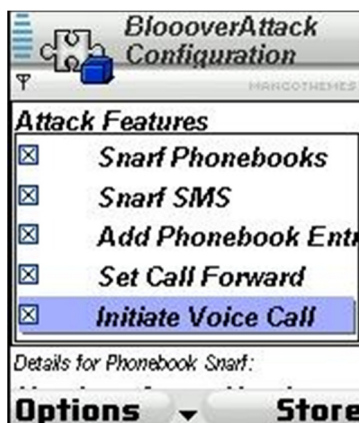 BloooverAttack
Configuration
MANGOTHEMES
Attack Features
Snarf Phonebooks
Snarf SMS
Add Phonebook Entr
Set Call Forward
Initiate Voice Call
Details for Phonebook Snarf:
Options
Store